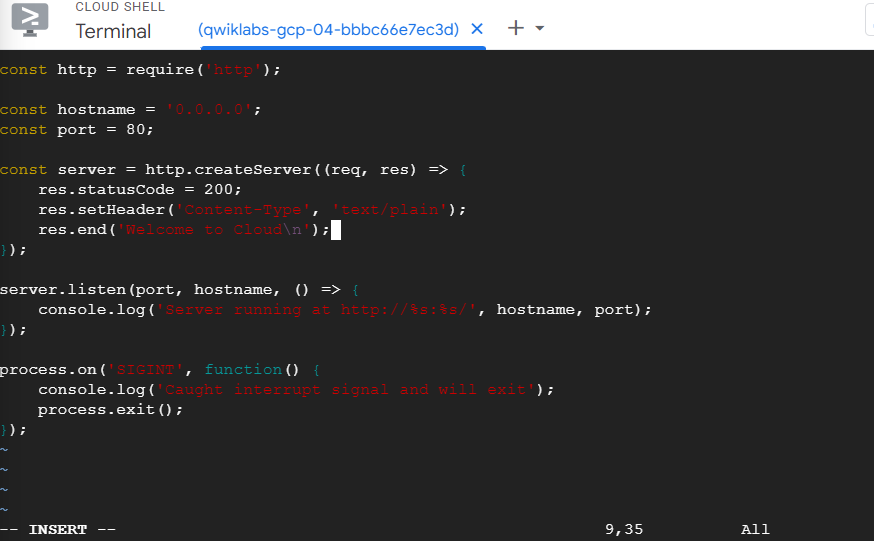 CLOUD SHELL
Terminal
(qwiklabs-gcp-04-bbbc66e7ec3d) ✕ +
const http = require('http');
const hostname = '0.0.0.0';
const port = 80;
const server = http.createServer((req, res) => {
    res.statusCode = 200;
    res.setHeader('Content-Type', 'text/plain');
    res.end('Welcome to Cloud\n');
});
server.listen(port, hostname, () => {
    console.log('Server running at http://%s:%s/', hostname, port);
});
process.on('SIGINT', function() {
    console.log('Caught interrupt signal and will exit');
    process.exit();
});
~
~
~
~
-- INSERT -- 9,35 All